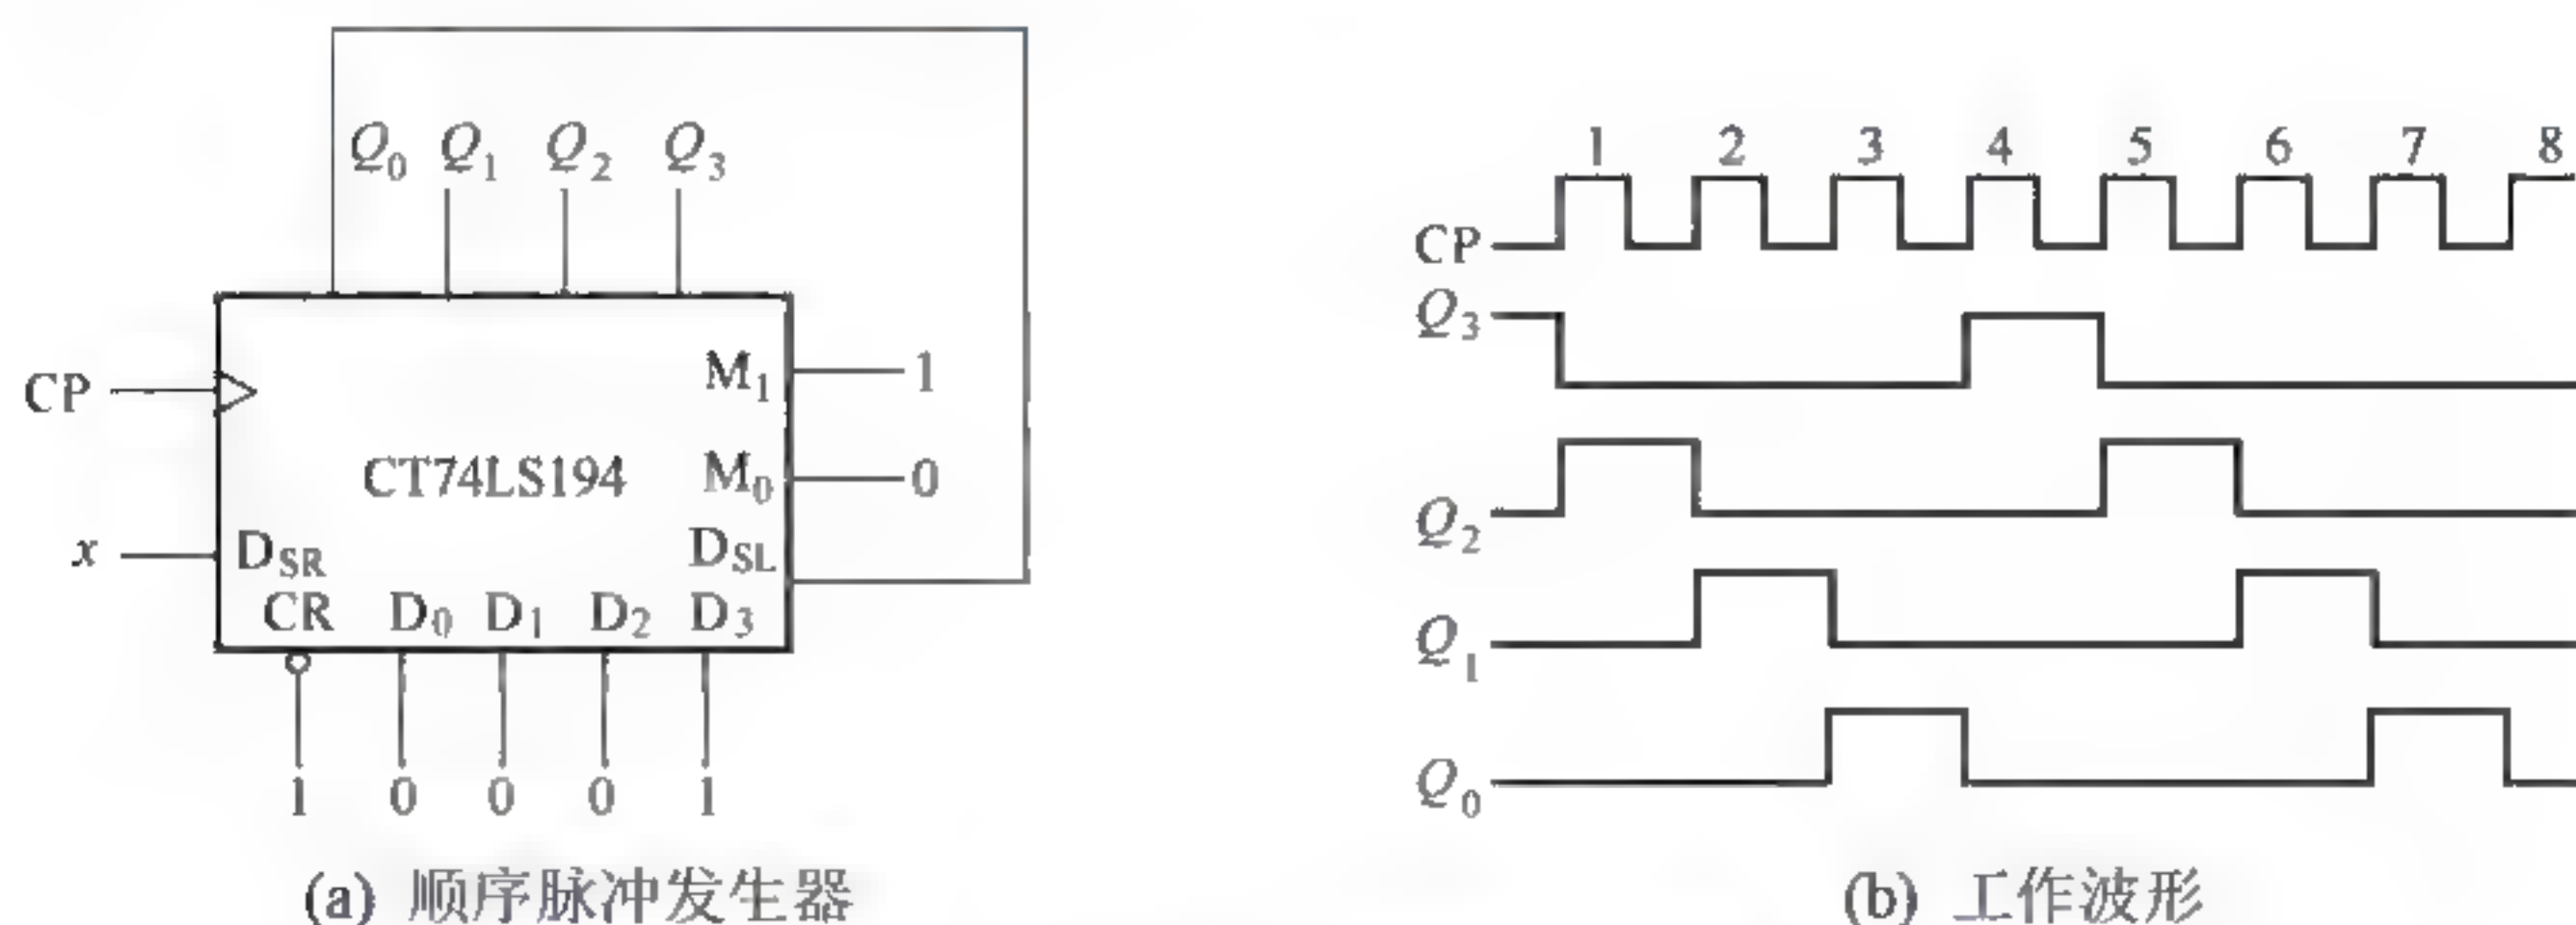 Q0 Q1 Q2 Q3
M1 1
CP
CT74LS194 M0 0
x DSR DSL
CR D0 D1 D2 D3
1 0 0 0 1
(a) 顺序脉冲发生器
1 2 3 4 5 6 7 8
CP
Q3
Q2
Q1
Q0
(b) 工作波形